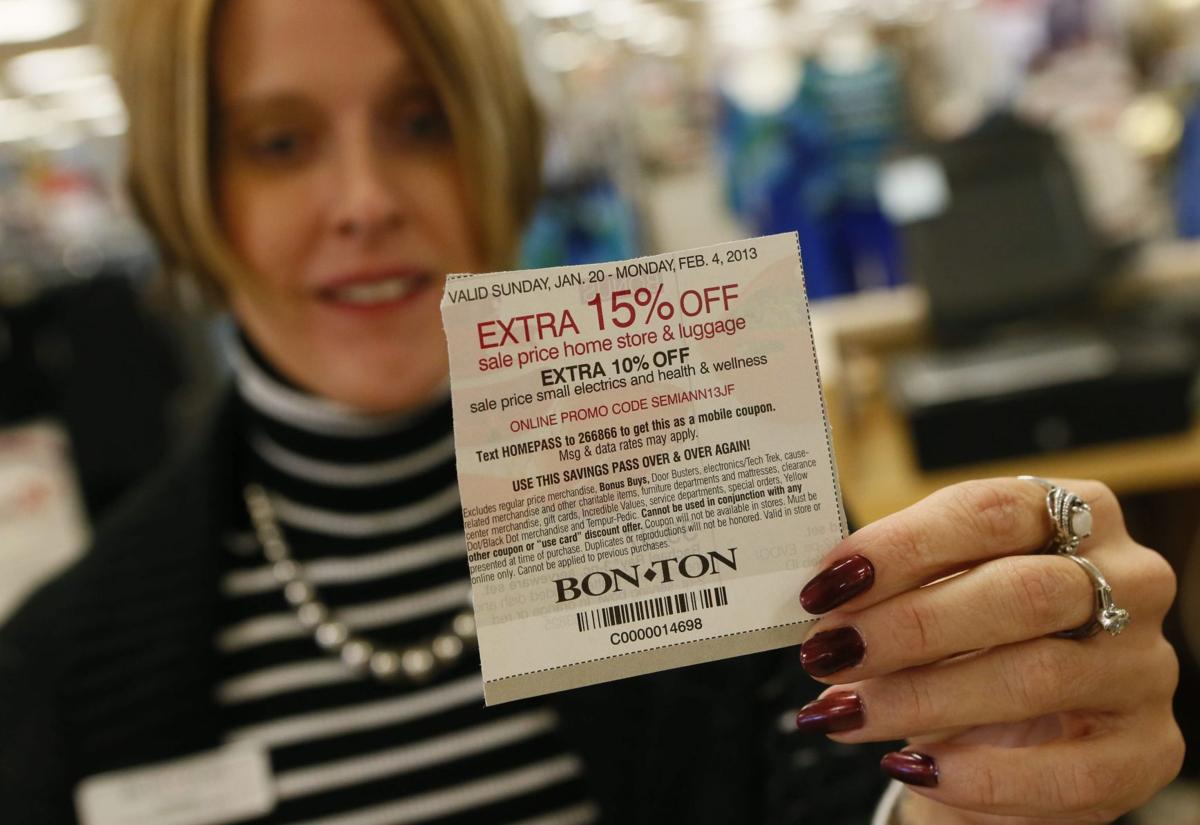 VALID SUNDAY, JAN. 20 - MONDAY, FEB. 4, 2013
EXTRA 15% OFF
sale price home store & luggage
EXTRA 10% OFF
sale price small electrics and health & wellness
ONLINE PROMO CODE SEMIANN13JF
Text HOMEPASS to 266866 to get this as a mobile coupon.
Msg & data rates may apply.
USE THIS SAVINGS PASS OVER & OVER AGAIN!
Excludes regular price merchandise, Bonus Buys, Door Busters, electronics/Tech Trek, cause-
related merchandise and other charitable items, furniture departments and mattresses, clearance
center merchandise, gift cards, Incredible Values, service departments, special orders, Yellow
Dot/Black Dot merchandise and Tempur-Pedic. Cannot be used in conjunction with any
other coupon or "use card" discount offer. Coupon will not be available in stores. Must be
presented at time of purchase. Duplicates or reproductions will not be honored. Valid in store or
online only. Cannot be applied to previous purchases.
BON•TON
C0000014698